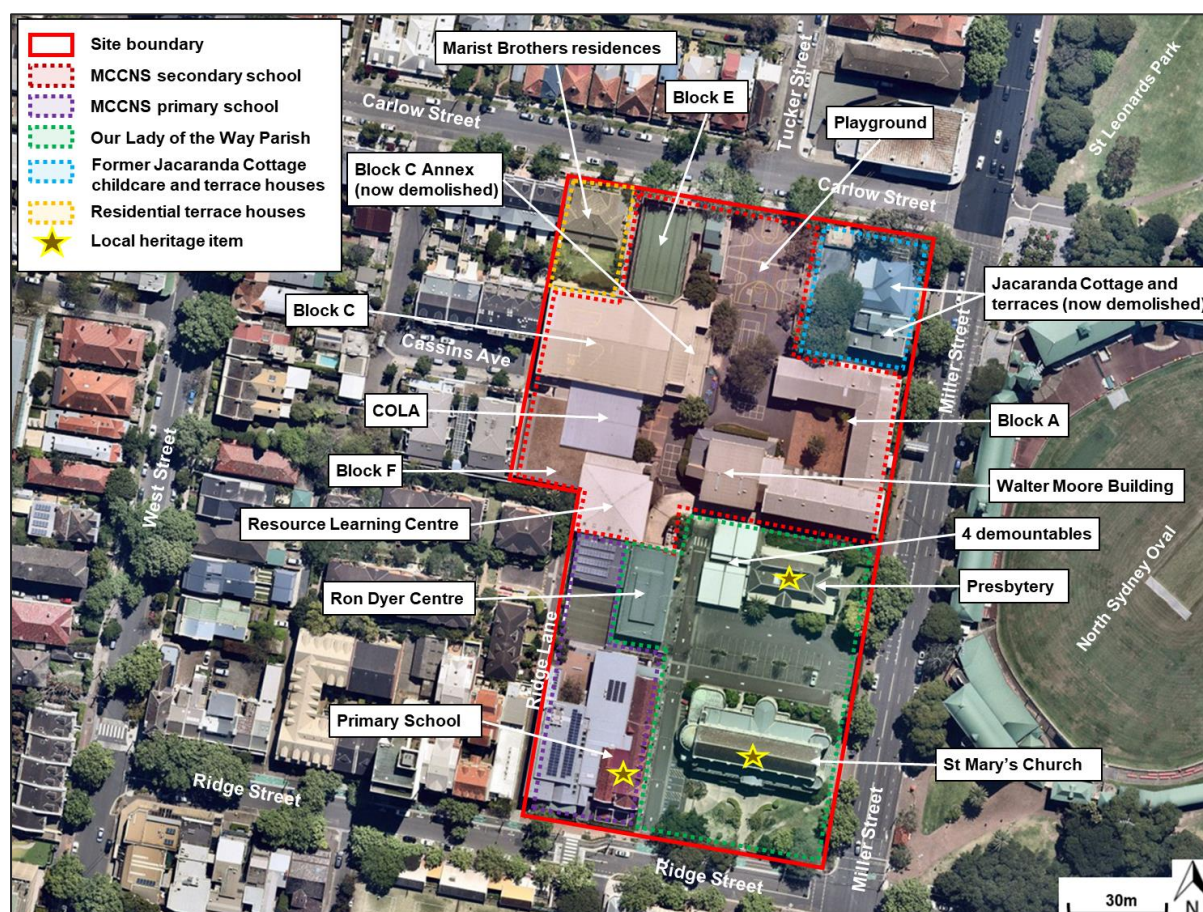 Site boundary
MCCNS secondary school
MCCNS primary school
Our Lady of the Way Parish
Former Jacaranda Cottage
childcare and terrace houses
Residential terrace houses
Local heritage item
Marist Brothers residences
Block E
Tucker Street
St Leonards Park
Carlow Street
Playground
Block C Annex
(now demolished)
Carlow Street
Jacaranda Cottage and
terraces (now demolished)
Block C
Cassins Ave
Miller Street
COLA
Block A
West Street
Block F
Walter Moore Building
Resource Learning Centre
4 demountables
Presbytery
Ron Dyer Centre
North Sydney Oval
Ridge Lane
Primary School
St Mary's Church
Ridge Street
Miller Street
Ridge Street
30m
N